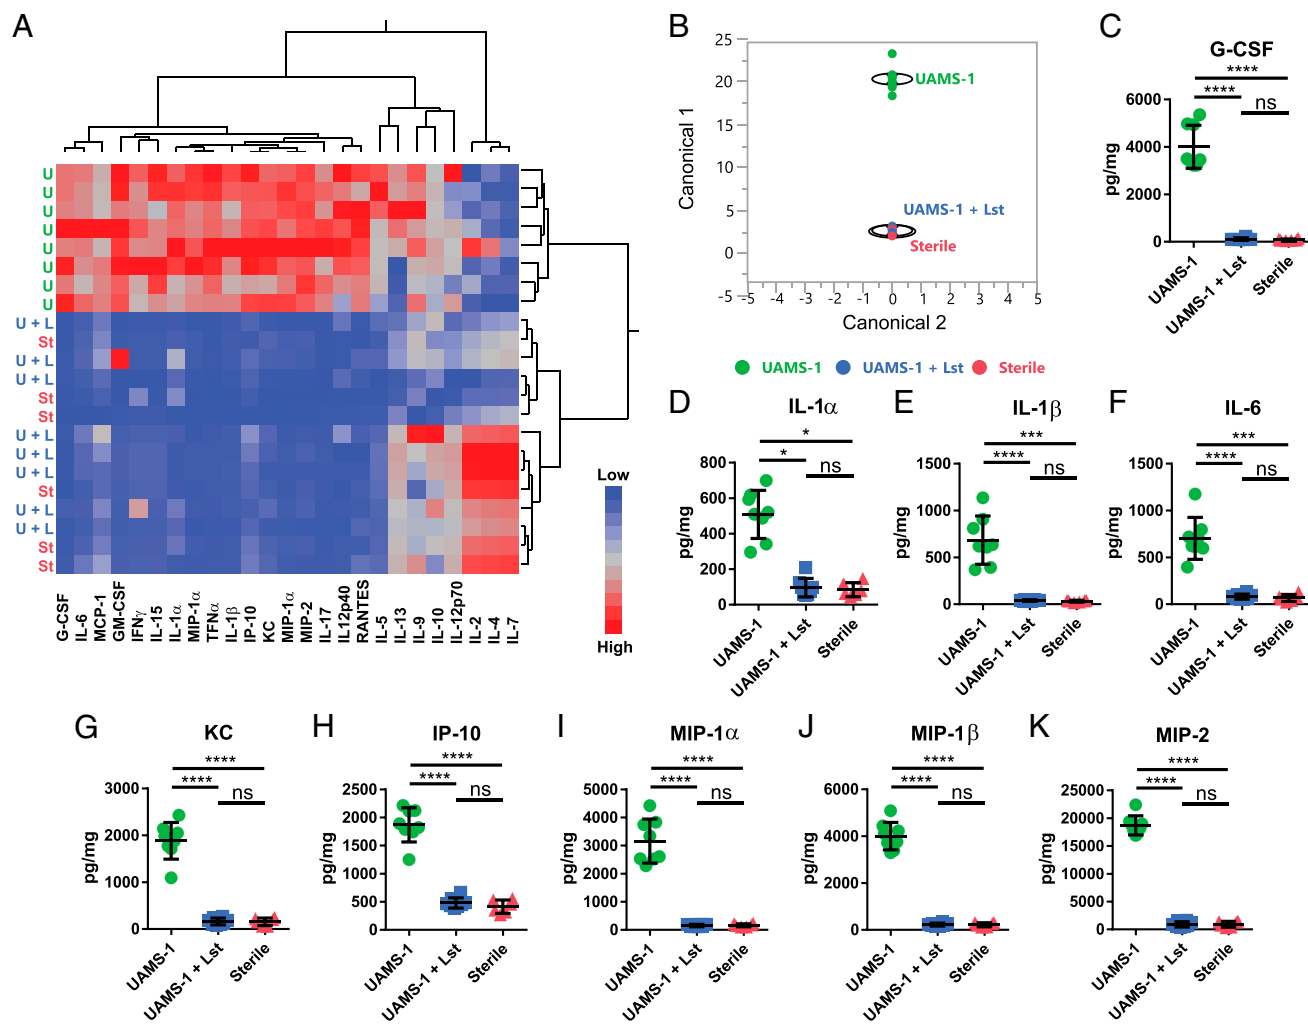 A
U
U
U
U
U
U
U
U
U + L
St
U + L
U + L
St
St
U + L
U + L
U + L
St
U + L
U + L
St
St
G-CSF
IL-6
MCP-1
GM-CSF
IFNγ
IL-15
IL-1α
MIP-1α
TFNα
IL-1β
IP-10
KC
MIP-1α
MIP-2
IL-17
IL12p40
RANTES
IL-5
IL-13
IL-9
IL-10
IL-12p70
IL-2
IL-4
IL-7
Low
High
B
Canonical 1
25
20
15
10
5
0
-5
-5 -4 -3 -2 -1 0 1 2 3 4 5
Canonical 2
UAMS-1
UAMS-1 + Lst
Sterile
UAMS-1 UAMS-1 + Lst Sterile
C
G-CSF
****
**** ns
pg/mg
6000
4000
2000
0
UAMS-1
UAMS-1 + Lst
Sterile
D
IL-1α
*
* ns
pg/mg
800
600
400
200
0
UAMS-1
UAMS-1 + Lst
Sterile
E
IL-1β
***
**** ns
pg/mg
1500
1000
500
0
UAMS-1
UAMS-1 + Lst
Sterile
F
IL-6
***
**** ns
pg/mg
1500
1000
500
0
UAMS-1
UAMS-1 + Lst
Sterile
G
KC
****
**** ns
pg/mg
3000
2000
1000
0
UAMS-1
UAMS-1 + Lst
Sterile
H
IP-10
****
**** ns
pg/mg
2500
2000
1500
1000
500
0
UAMS-1
UAMS-1 + Lst
Sterile
I
MIP-1α
****
**** ns
pg/mg
5000
4000
3000
2000
1000
0
UAMS-1
UAMS-1 + Lst
Sterile
J
MIP-1β
****
**** ns
pg/mg
6000
4000
2000
0
UAMS-1
UAMS-1 + Lst
Sterile
K
MIP-2
****
**** ns
pg/mg
25000
20000
15000
10000
5000
0
UAMS-1
UAMS-1 + Lst
Sterile